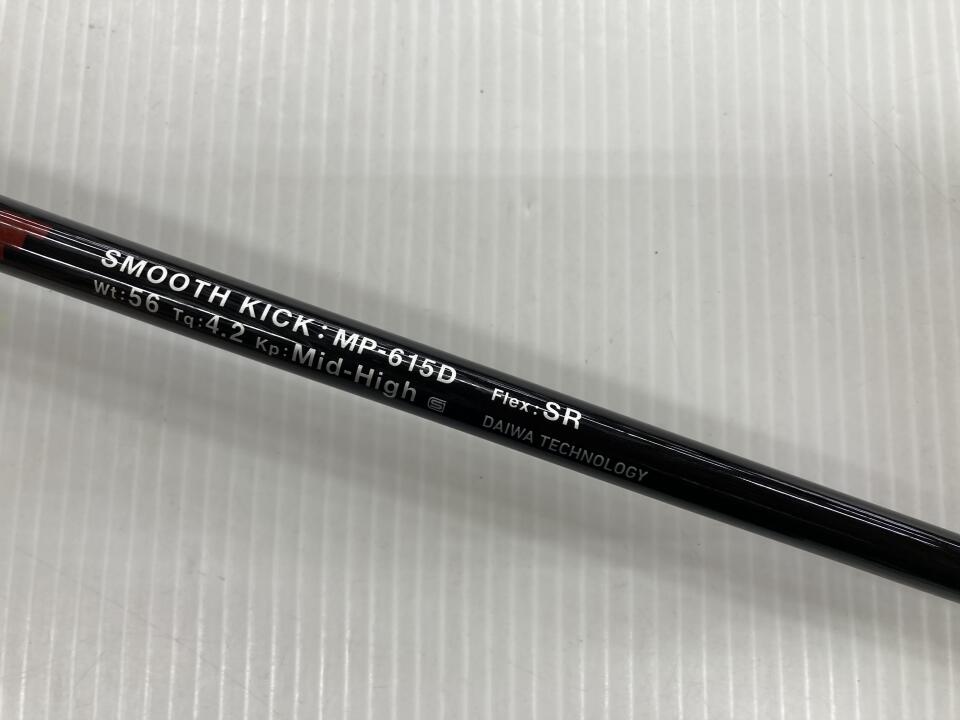 SMOOTH KICK: MP-615D Flex: SR
Wt: 56 Tq: 4.2 Kp: Mid-High
DAIWA TECHNOLOGY